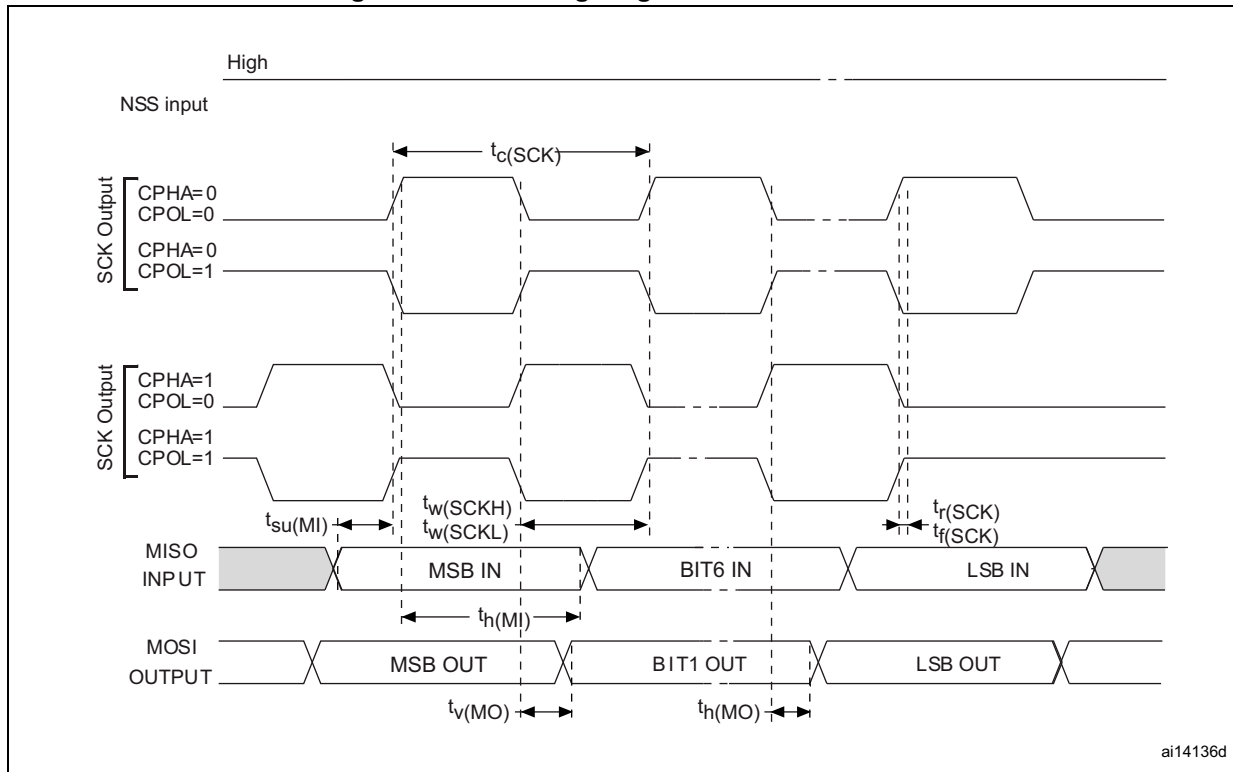 High
NSS input
tc(SCK)
SCK Output
CPHA=0
CPOL=0
CPHA=0
CPOL=1
SCK Output
CPHA=1
CPOL=0
CPHA=1
CPOL=1
tsu(MI)
tw(SCKH)
tw(SCKL)
tr(SCK)
tf(SCK)
MISO
INPUT
MSB IN
BIT6 IN
LSB IN
th(MI)
MOSI
OUTPUT
MSB OUT
BIT1 OUT
LSB OUT
tv(MO)
th(MO)
ai14136d